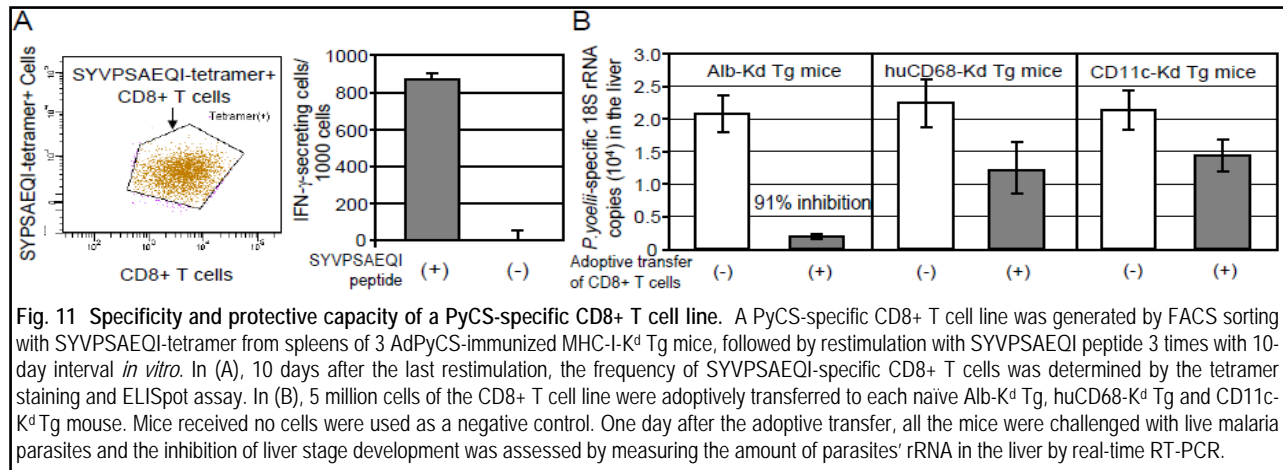 A
SYPSAEQI-tetramer+ Cells
SYVPSAEQI-tetramer+
CD8+ T cells
Tetramer(+)
10² 10³ 10⁴ 10⁵
CD8+ T cells
IFN-γ-secreting cells/
1000 cells
1000
800
600
400
200
0
SYVPSAEQI
peptide
(+) (-)
B
P.yoelii-specific 18S rRNA
copies (10⁴) in the liver
3.0
2.5
2.0
1.5
1.0
0.5
0
Alb-Kd Tg mice huCD68-Kd Tg mice CD11c-Kd Tg mice
91% inhibition
Adoptive transfer
of CD8+ T cells
(-) (+) (-) (+) (-) (+)
Fig. 11 Specificity and protective capacity of a PyCS-specific CD8+ T cell line. A PyCS-specific CD8+ T cell line was generated by FACS sorting
with SYVPSAEQI-tetramer from spleens of 3 AdPyCS-immunized MHC-I-Kᵈ Tg mice, followed by restimulation with SYVPSAEQI peptide 3 times with 10-
day interval in vitro. In (A), 10 days after the last restimulation, the frequency of SYVPSAEQI-specific CD8+ T cells was determined by the tetramer
staining and ELISpot assay. In (B), 5 million cells of the CD8+ T cell line were adoptively transferred to each naïve Alb-Kᵈ Tg, huCD68-Kᵈ Tg and CD11c-
Kᵈ Tg mouse. Mice received no cells were used as a negative control. One day after the adoptive transfer, all the mice were challenged with live malaria
parasites and the inhibition of liver stage development was assessed by measuring the amount of parasites' rRNA in the liver by real-time RT-PCR.